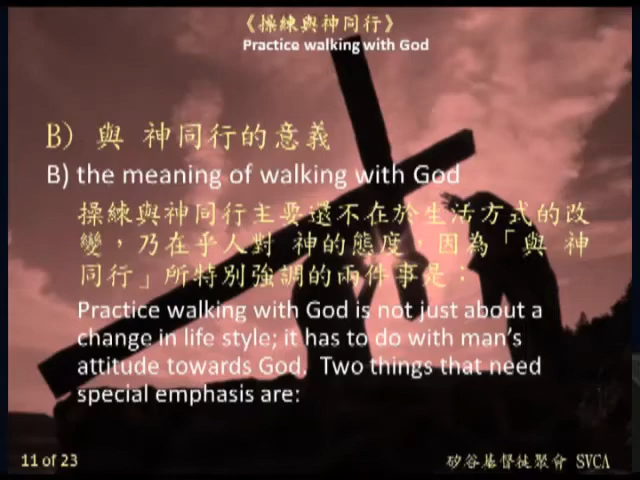 《操練與神同行》
Practice walking with God
B) 與 神同行的意義
B) the meaning of walking with God
操練與神同行主要還不在於生活方式的改
變，乃在乎人對 神的態度，因為「與 神
同行」所特別強調的兩件事是：
Practice walking with God is not just about a
change in life style; it has to do with man’s
attitude towards God.  Two things that need
special emphasis are:
11 of 23
矽谷基督徒聚會 SVCA